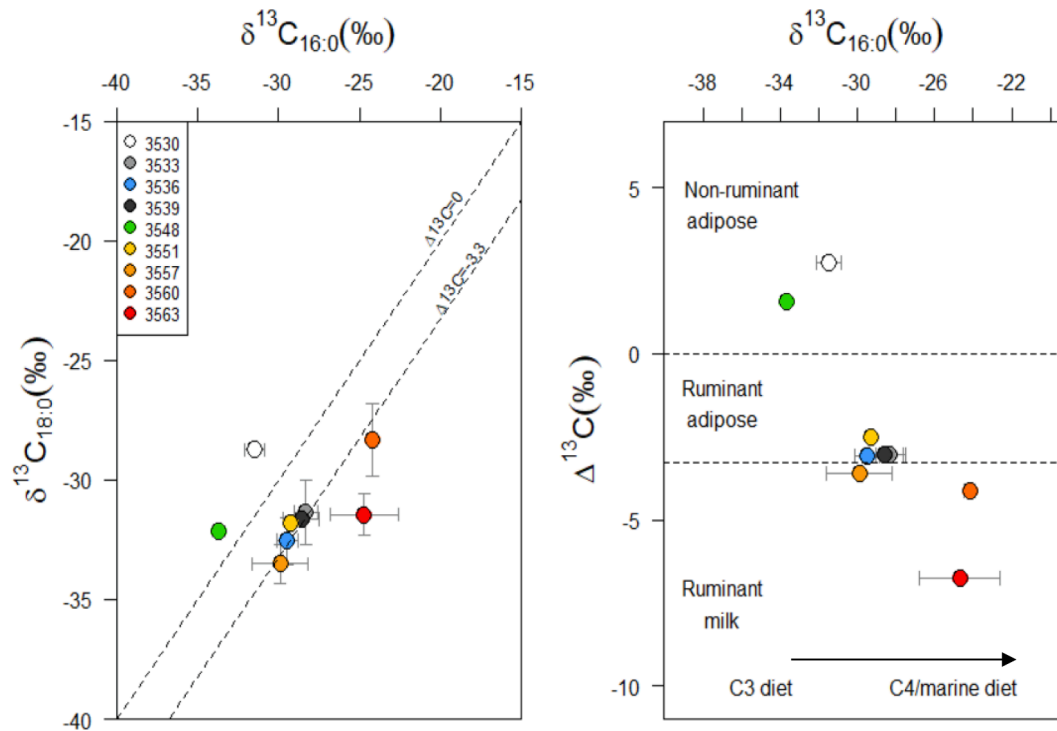 δ13C16:0(‰)
-40 -35 -30 -25 -20 -15
δ13C18:0(‰)
-15
-20
-25
-30
-35
-40
3530
3533
3536
3539
3548
3551
3557
3560
3563
Δ13C=0
Δ13C=-3.3
δ13C16:0(‰)
-38 -34 -30 -26 -22
Δ13C(‰)
5
0
-5
-10
Non-ruminant
adipose
Ruminant
adipose
Ruminant
milk
C3 diet C4/marine diet